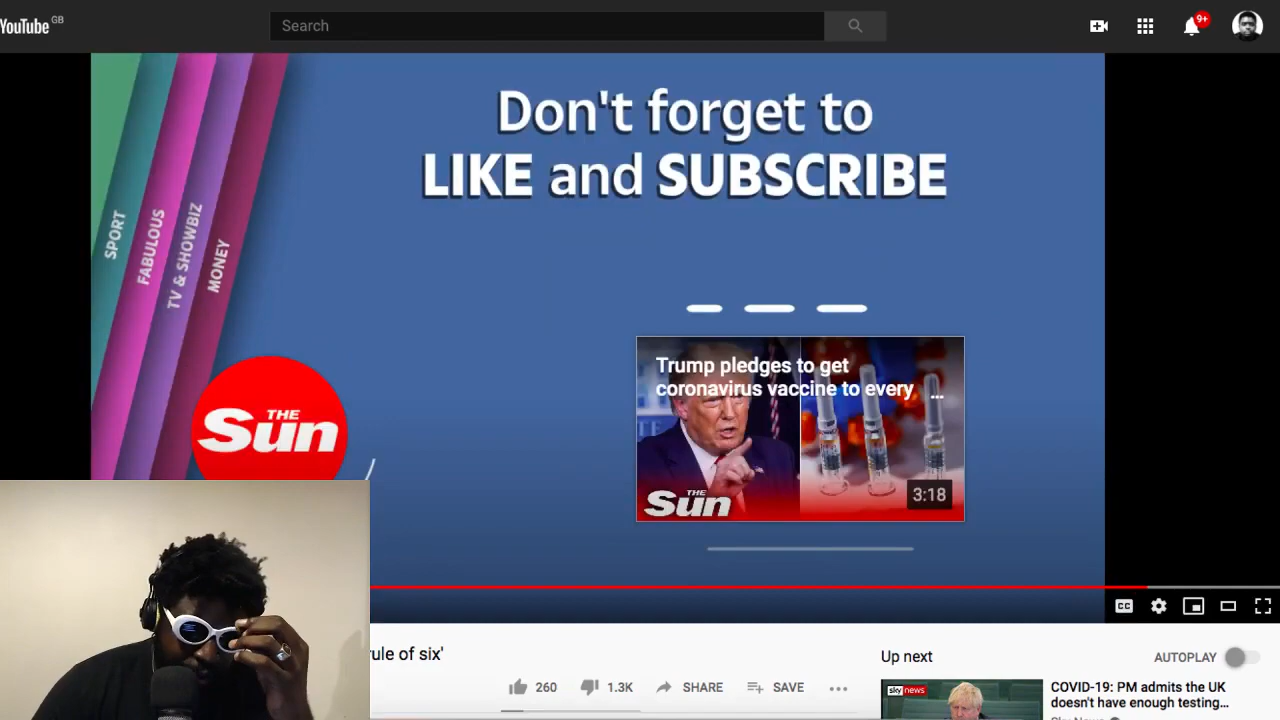 YouTube GB
Search
9+
Don't forget to
LIKE and SUBSCRIBE
SPORT
FABULOUS
TV & SHOWBIZ
MONEY
THE
Sun
Trump pledges to get
coronavirus vaccine to every ...
THE
Sun
3:18
CC
rule of six'
260
1.3K
SHARE
SAVE
Up next
AUTOPLAY
sky news
COVID-19: PM admits the UK
doesn't have enough testing...